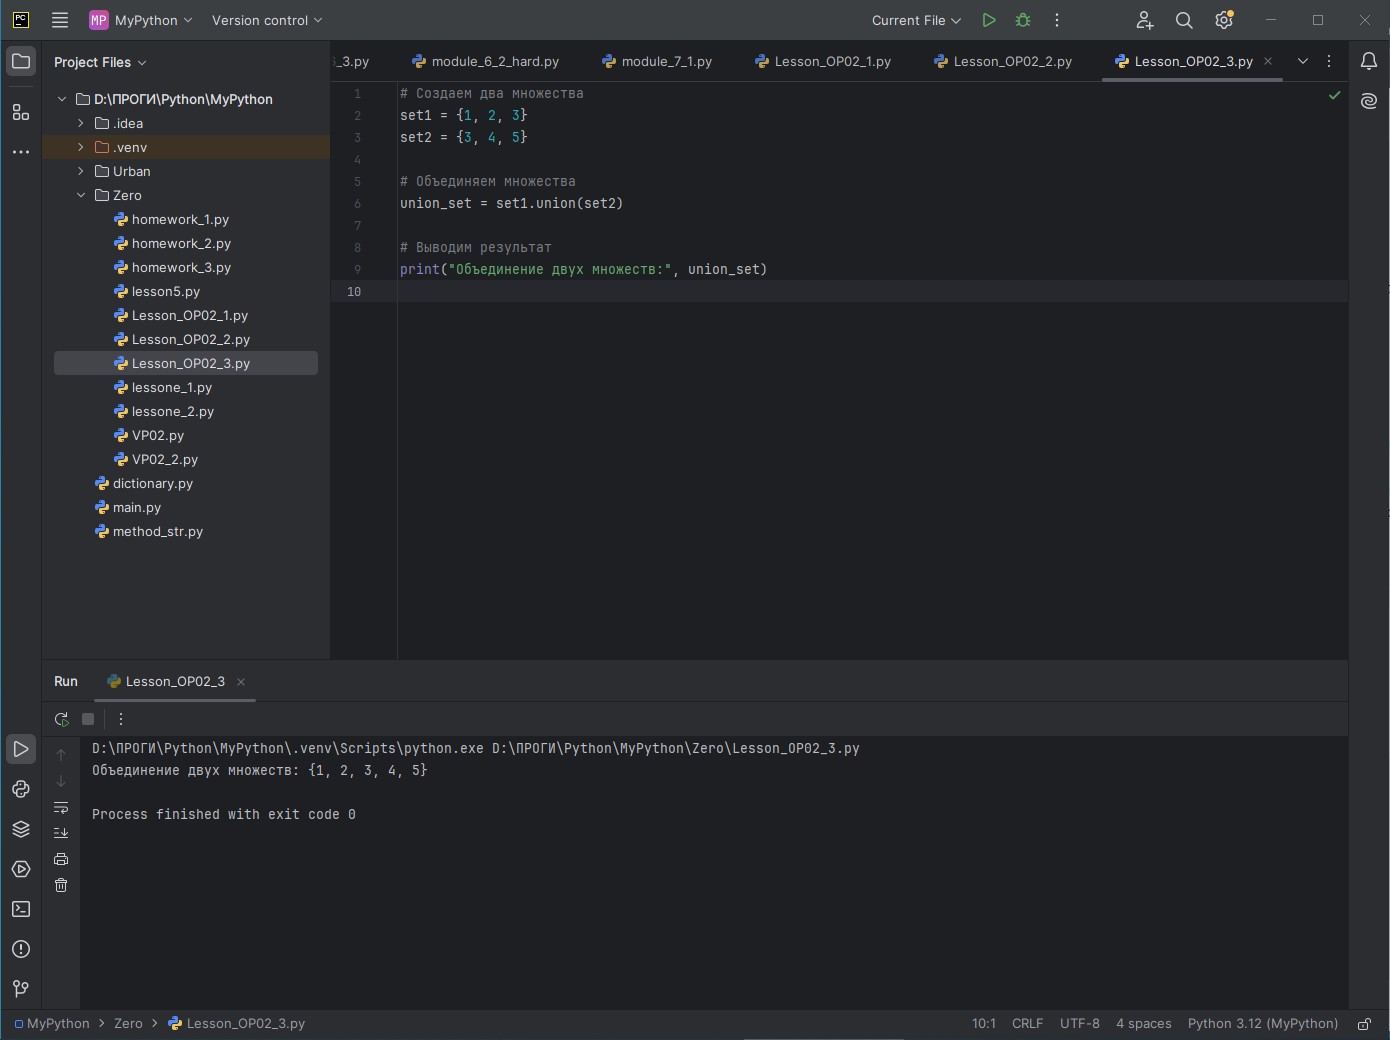 PC
MP MyPython Version control Current File
Project Files
_3.py module_6_2_hard.py module_7_1.py Lesson_OP02_1.py Lesson_OP02_2.py Lesson_OP02_3.py
D:\ПРОГИ\Python\MyPython
.idea
.venv
Urban
Zero
homework_1.py
homework_2.py
homework_3.py
lesson5.py
Lesson_OP02_1.py
Lesson_OP02_2.py
Lesson_OP02_3.py
lessone_1.py
lessone_2.py
VP02.py
VP02_2.py
dictionary.py
main.py
method_str.py
1 # Создаем два множества
2 set1 = {1, 2, 3}
3 set2 = {3, 4, 5}
4
5 # Объединяем множества
6 union_set = set1.union(set2)
7
8 # Выводим результат
9 print("Объединение двух множеств:", union_set)
10
Run Lesson_OP02_3
D:\ПРОГИ\Python\MyPython\.venv\Scripts\python.exe D:\ПРОГИ\Python\MyPython\Zero\Lesson_OP02_3.py
Объединение двух множеств: {1, 2, 3, 4, 5}
Process finished with exit code 0
MyPython Zero Lesson_OP02_3.py 10:1 CRLF UTF-8 4 spaces Python 3.12 (MyPython)